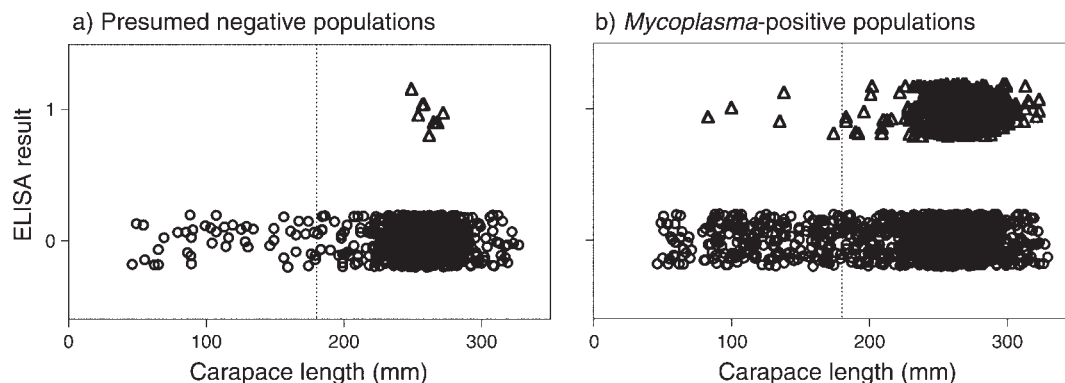 a) Presumed negative populations
b) Mycoplasma-positive populations
ELISA result
1
0
0 100 200 300
0 100 200 300
Carapace length (mm)
Carapace length (mm)